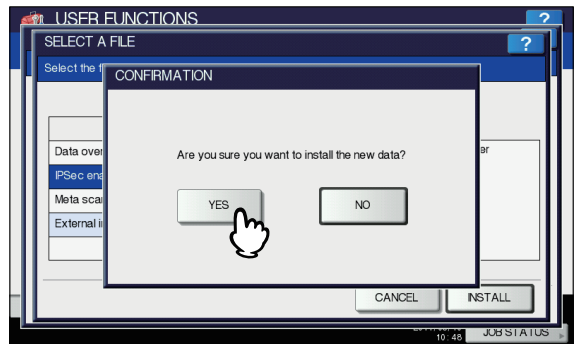 USER FUNCTIONS
?
SELECT A FILE
?
Select the
CONFIRMATION
Data over
er
IPSec ena
Meta scan
External i
Are you sure you want to install the new data?
YES
NO
CANCEL
INSTALL
10:48
JOB STATUS